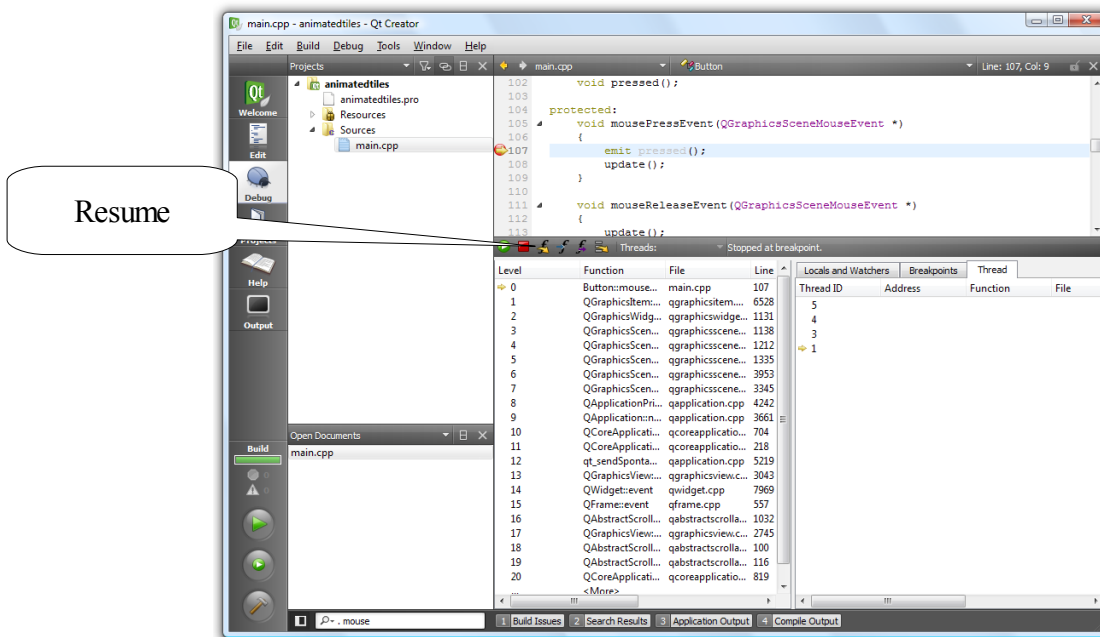 main.cpp - animatedtiles - Qt Creator
File Edit Build Debug Tools Window Help
Projects
main.cpp
Button
Line: 107, Col: 9
Qt
Welcome
Edit
Debug
Projects
Help
Output
Build
0
0
animatedtiles
animatedtiles.pro
Resources
Sources
main.cpp
102 void pressed();
103
104 protected:
105 void mousePressEvent(QGraphicsSceneMouseEvent *)
106 {
107 emit pressed();
108 update();
109 }
110
111 void mouseReleaseEvent(QGraphicsSceneMouseEvent *)
112 {
113 update();
Resume
Threads: Stopped at breakpoint.
Level Function File Line
0 Button::mouse... main.cpp 107
1 QGraphicsItem:... qgraphicsitem.... 6528
2 QGraphicsWidg... qgraphicswidge... 1131
3 QGraphicsScen... qgraphicsscene... 1138
4 QGraphicsScen... qgraphicsscene... 1212
5 QGraphicsScen... qgraphicsscene... 1335
6 QGraphicsScen... qgraphicsscene... 3953
7 QGraphicsScen... qgraphicsscene... 3345
8 QApplicationPri... qapplication.cpp 4242
9 QApplication::n... qapplication.cpp 3661
10 QCoreApplicati... qcoreapplicatio... 704
11 QCoreApplicati... qcoreapplicatio... 218
12 qt_sendSponta... qapplication.cpp 5219
13 QGraphicsView:... qgraphicsview.c... 3043
14 QWidget::event qwidget.cpp 7969
15 QFrame::event qframe.cpp 557
16 QAbstractScroll... qabstractscrolla... 1032
17 QGraphicsView:... qgraphicsview.c... 2745
18 QAbstractScroll... qabstractscrolla... 100
19 QAbstractScroll... qabstractscrolla... 116
20 QCoreApplicati... qcoreapplicatio... 819
... <More>
Locals and Watchers Breakpoints Thread
Thread ID Address Function File
5
4
3
1
Open Documents
main.cpp
. mouse
1 Build Issues 2 Search Results 3 Application Output 4 Compile Output